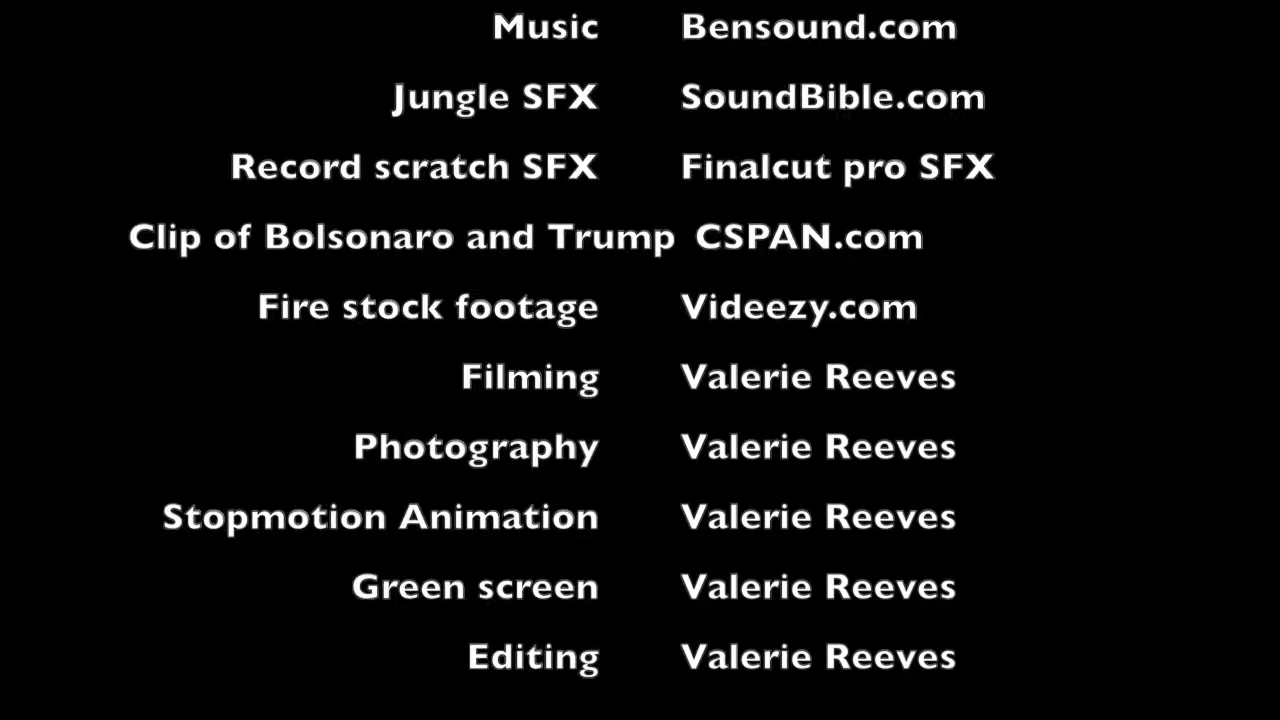 Music Bensound.com
Jungle SFX SoundBible.com
Record scratch SFX Finalcut pro SFX
Clip of Bolsonaro and Trump CSPAN.com
Fire stock footage Videezy.com
Filming Valerie Reeves
Photography Valerie Reeves
Stopmotion Animation Valerie Reeves
Green screen Valerie Reeves
Editing Valerie Reeves